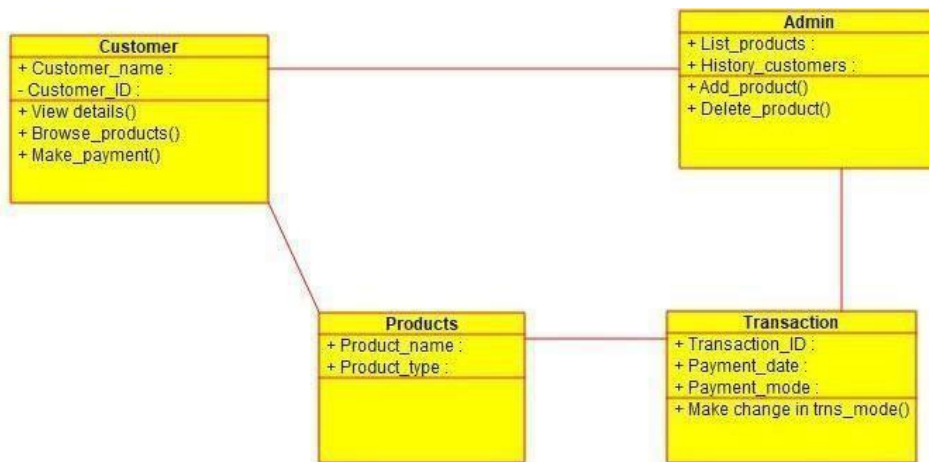 Customer
+ Customer_name :
- Customer_ID :
+ View details()
+ Browse_products()
+ Make_payment()
Admin
+ List_products :
+ History_customers :
+ Add_product()
+ Delete_product()
Products
+ Product_name :
+ Product_type :
Transaction
+ Transaction_ID :
+ Payment_date :
+ Payment_mode :
+ Make change in trns_mode()